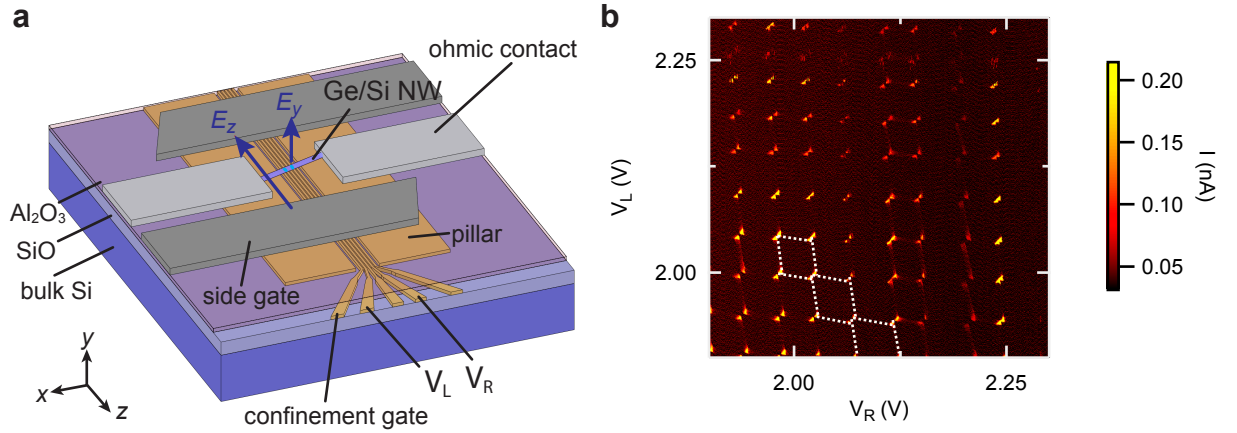 a
ohmic contact
Ge/Si NW
E_y
E_z
Al₂O₃
SiO
bulk Si
side gate
pillar
V_L
V_R
confinement gate
y
x
z
b
2.25
2.00
V_L (V)
2.00
2.25
V_R (V)
0.20
0.15
0.10
0.05
I (nA)